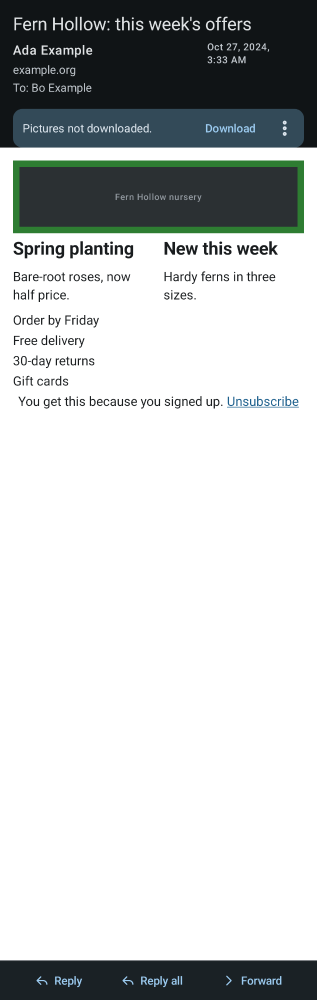 Fern Hollow: this week's offers
Ada Example
Oct 27, 2024,
3:33 AM
example.org
To: Bo Example
Pictures not downloaded.
Download
Fern Hollow nursery
Spring planting
Bare-root roses, now
half price.
New this week
Hardy ferns in three
sizes.
Order by Friday
Free delivery
30-day returns
Gift cards
You get this because you signed up. Unsubscribe
Reply
Reply all
Forward